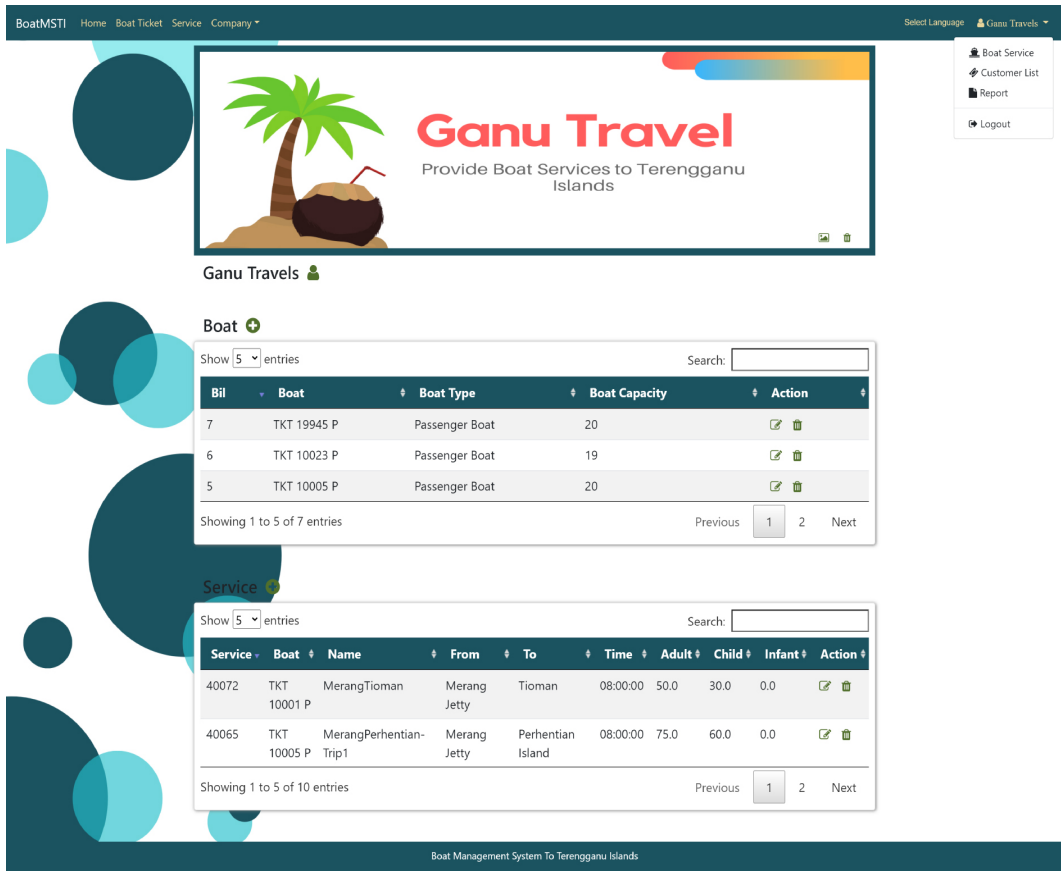 BoatMSTI Home Boat Ticket Service Company Select Language Ganu Travels
Boat Service
Customer List
Report
Logout
Ganu Travel
Provide Boat Services to Terengganu
Islands
Ganu Travels
Boat
Show 5 entries Search:
Bil Boat Boat Type Boat Capacity Action
7 TKT 19945 P Passenger Boat 20
6 TKT 10023 P Passenger Boat 19
5 TKT 10005 P Passenger Boat 20
Showing 1 to 5 of 7 entries Previous 1 2 Next
Service
Show 5 entries Search:
Service Boat Name From To Time Adult Child Infant Action
40072 TKT MerangTioman Merang Tioman 08:00:00 50.0 30.0 0.0
10001 P Jetty
40065 TKT MerangPerhentian- Merang Perhentian 08:00:00 75.0 60.0 0.0
10005 P Trip1 Jetty Island
Showing 1 to 5 of 10 entries Previous 1 2 Next
Boat Management System To Terengganu Islands